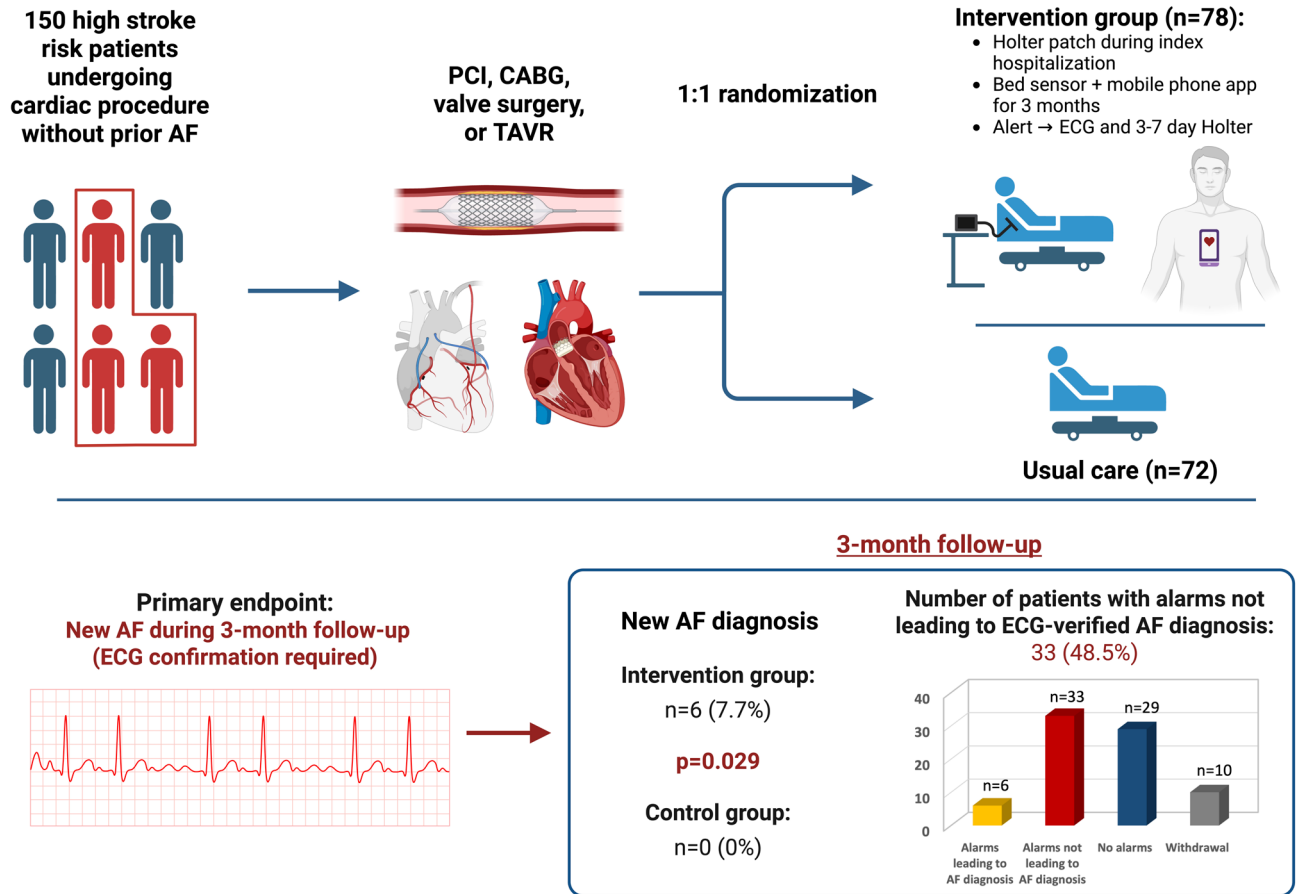 150 high stroke
risk patients
undergoing
cardiac procedure
without prior AF
PCI, CABG,
valve surgery,
or TAVR
1:1 randomization
Intervention group (n=78):
• Holter patch during index
hospitalization
• Bed sensor + mobile phone app
for 3 months
• Alert → ECG and 3-7 day Holter
Usual care (n=72)
3-month follow-up
Primary endpoint:
New AF during 3-month follow-up
(ECG confirmation required)
New AF diagnosis
Intervention group:
n=6 (7.7%)
p=0.029
Control group:
n=0 (0%)
Number of patients with alarms not
leading to ECG-verified AF diagnosis:
33 (48.5%)
40
30
20
10
0
n=6
n=33
n=29
n=10
Alarms
leading to
AF diagnosis
Alarms not
leading to
AF diagnosis
No alarms
Withdrawal